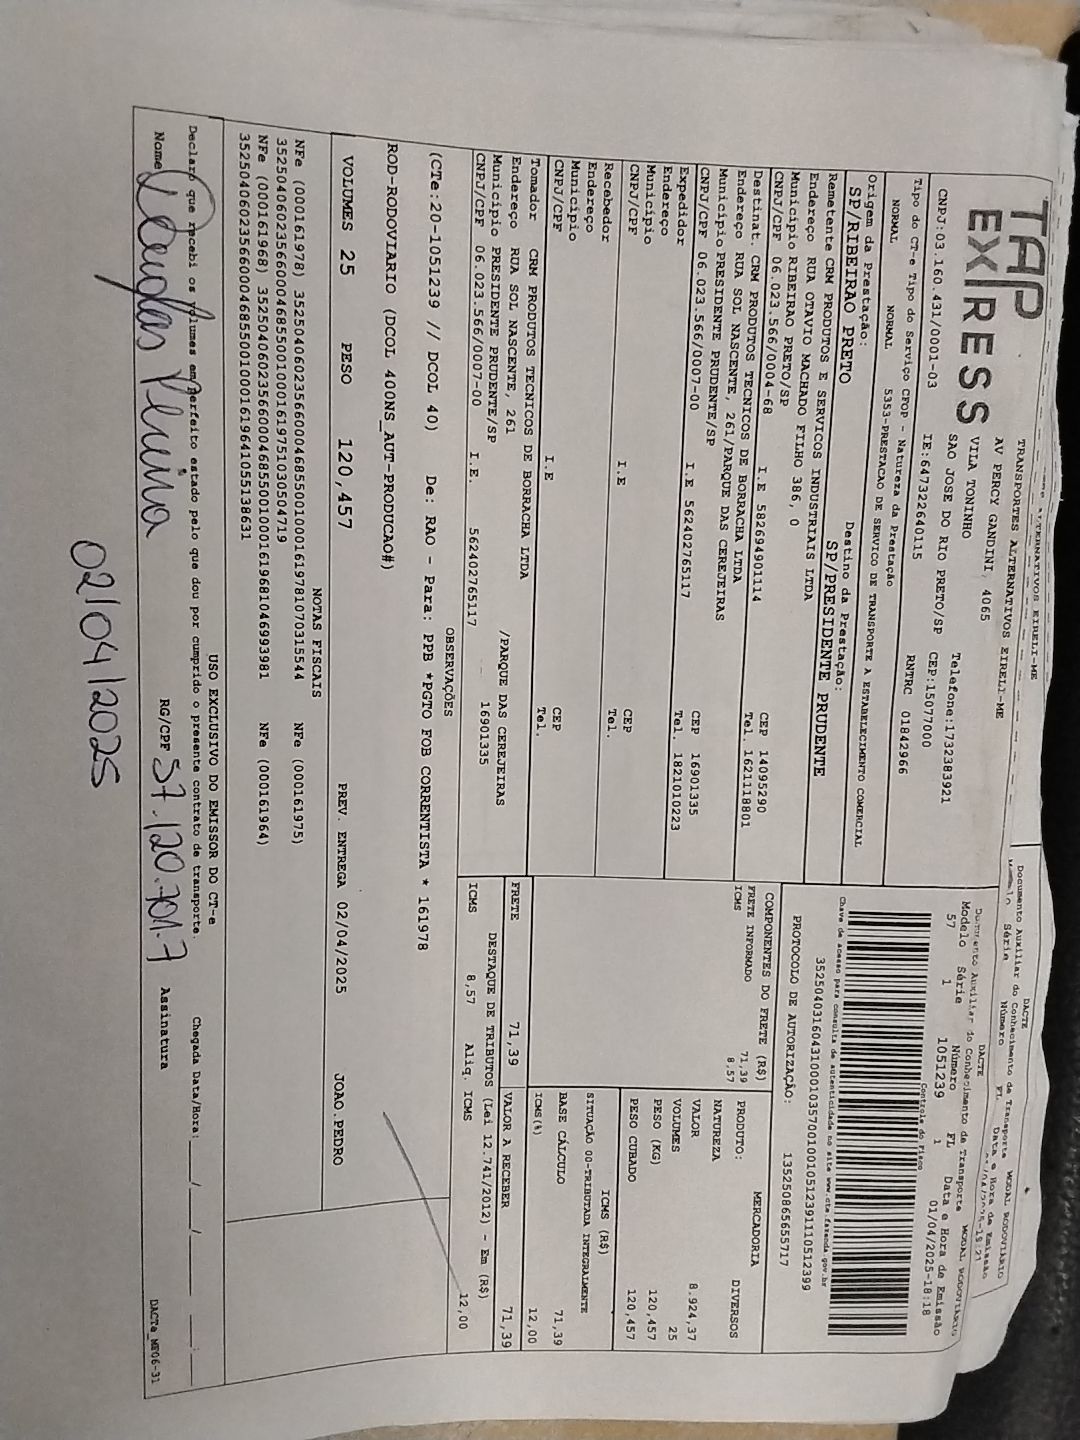 TAP
EXPRESS
TRANSPORTES ALTERNATIVOS EIRELI-ME
AV PERCY GANDINI, 4065
VILA TONINHO
SAO JOSE DO RIO PRETO/SP CEP:15077000
Telefone:1732383921
CNPJ:03.160.431/0001-03 IE:647322640115 RNTRC 01842966
Tipo do CT-e Tipo do Serviço CFOP - Natureza da Prestação
NORMAL NORMAL 5353-PRESTACAO DE SERVICO DE TRANSPORTE A ESTABELECIMENTO COMERCIAL
Origem da Prestação: Destino da Prestação:
SP/RIBEIRAO PRETO SP/PRESIDENTE PRUDENTE
DACTE
Documento Auxiliar do Conhecimento de Transporte MODAL RODOVIÁRIO
Modelo Série Número FL Data e Hora de Emissão
57 1 1051239 1 01/04/2025-18:18
Controle do Fisco
Chave de acesso para consulta de autenticidade no site www.cte.fazenda.gov.br
35250403160431000103570010010512391110512399
PROTOCOLO DE AUTORIZAÇÃO: 135250865655717
Remetente CRM PRODUTOS E SERVICOS INDUSTRIAIS LTDA
Endereço RUA OTAVIO MACHADO FILHO 386, 0
Município RIBEIRAO PRETO/SP CEP 14095290
CNPJ/CPF 06.023.566/0004-68 I.E 582694901114 Tel. 1621118801
Destinat. CRM PRODUTOS TECNICOS DE BORRACHA LTDA
Endereço RUA SOL NASCENTE, 261/PARQUE DAS CEREJEIRAS
Município PRESIDENTE PRUDENTE/SP CEP 16901335
CNPJ/CPF 06.023.566/0007-00 I.E 562402765117 Tel. 1821010223
Expedidor
Endereço
Município CEP
CNPJ/CPF I.E Tel.
Recebedor
Endereço
Município CEP
CNPJ/CPF I.E Tel.
Tomador CRM PRODUTOS TECNICOS DE BORRACHA LTDA
Endereço RUA SOL NASCENTE, 261 /PARQUE DAS CEREJEIRAS
Município PRESIDENTE PRUDENTE/SP 16901335
CNPJ/CPF 06.023.566/0007-00 I.E. 562402765117
COMPONENTES DO FRETE (R$)
FRETE INFORMADO 71,39
ICMS 8,57
MERCADORIA
PRODUTO: DIVERSOS
NATUREZA
VALOR 8.924,37
VOLUMES 25
PESO (KG) 120,457
PESO CUBADO 120,457
ICMS (R$)
SITUAÇÃO 00-TRIBUTADA INTEGRALMENTE
BASE CÁLCULO 71,39
ICMS(%) 12,00
FRETE 71,39 VALOR A RECEBER 71,39
DESTAQUE DE TRIBUTOS (Lei 12.741/2012) - Em (R$)
ICMS 8,57 Aliq. ICMS 12,00
OBSERVAÇÕES
(CTe:20-1051239 // DCOL 40) De: RAO - Para: PPB *PGTO FOB CORRENTISTA * 161978
ROD-RODOVIARIO (DCOL 400NS_AUT-PRODUCAO#)
VOLUMES 25 PESO 120,457 PREV. ENTREGA 02/04/2025 JOAO.PEDRO
NOTAS FISCAIS
NFe (000161978) 35250406023566000468550010001619781070315544 NFe (000161975)
35250406023566000468550010001619751030504719
NFe (000161968) 35250406023566000468550010001619681046993981 NFe (000161964)
35250406023566000468550010001619641055138631
USO EXCLUSIVO DO EMISSOR DO CT-e
Declaro que recebi os volumes em perfeito estado pelo que dou por cumprido o presente contrato de transporte. Chegada Data/Hora: ____/____/____ ____:____
Nome RG/CPF 57.120.701.7 Assinatura
DACTe_MF06-31
02/04/2025